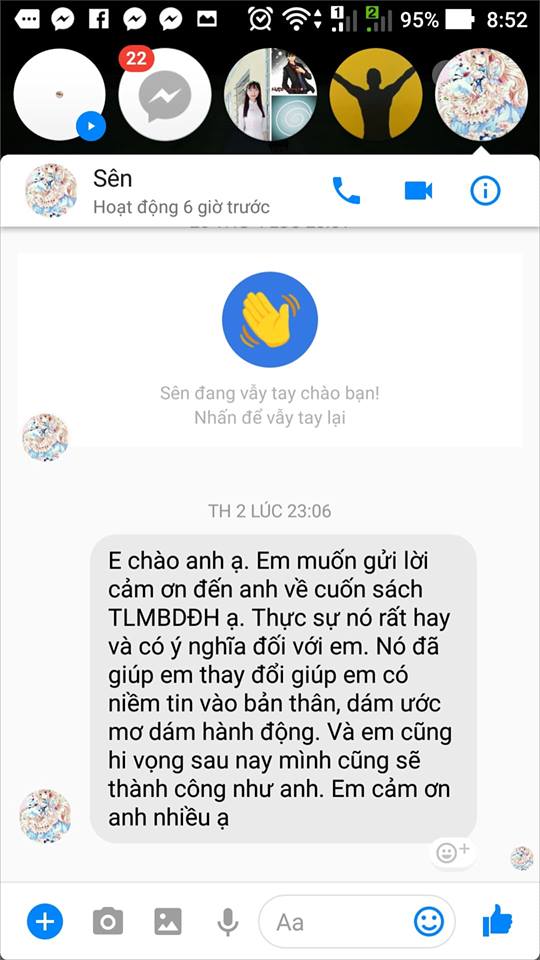 1
2
95%
8:52
22
Sên
Hoạt động 6 giờ trước
Sên đang vẫy tay chào bạn!
Nhấn để vẫy tay lại
TH 2 LÚC 23:06
E chào anh ạ. Em muốn gửi lời
cảm ơn đến anh về cuốn sách
TLMBDĐH ạ. Thực sự nó rất hay
và có ý nghĩa đối với em. Nó đã
giúp em thay đổi giúp em có
niềm tin vào bản thân, dám ước
mơ dám hành động. Và em cũng
hi vọng sau nay mình cũng sẽ
thành công như anh. Em cảm ơn
anh nhiều ạ
Aa